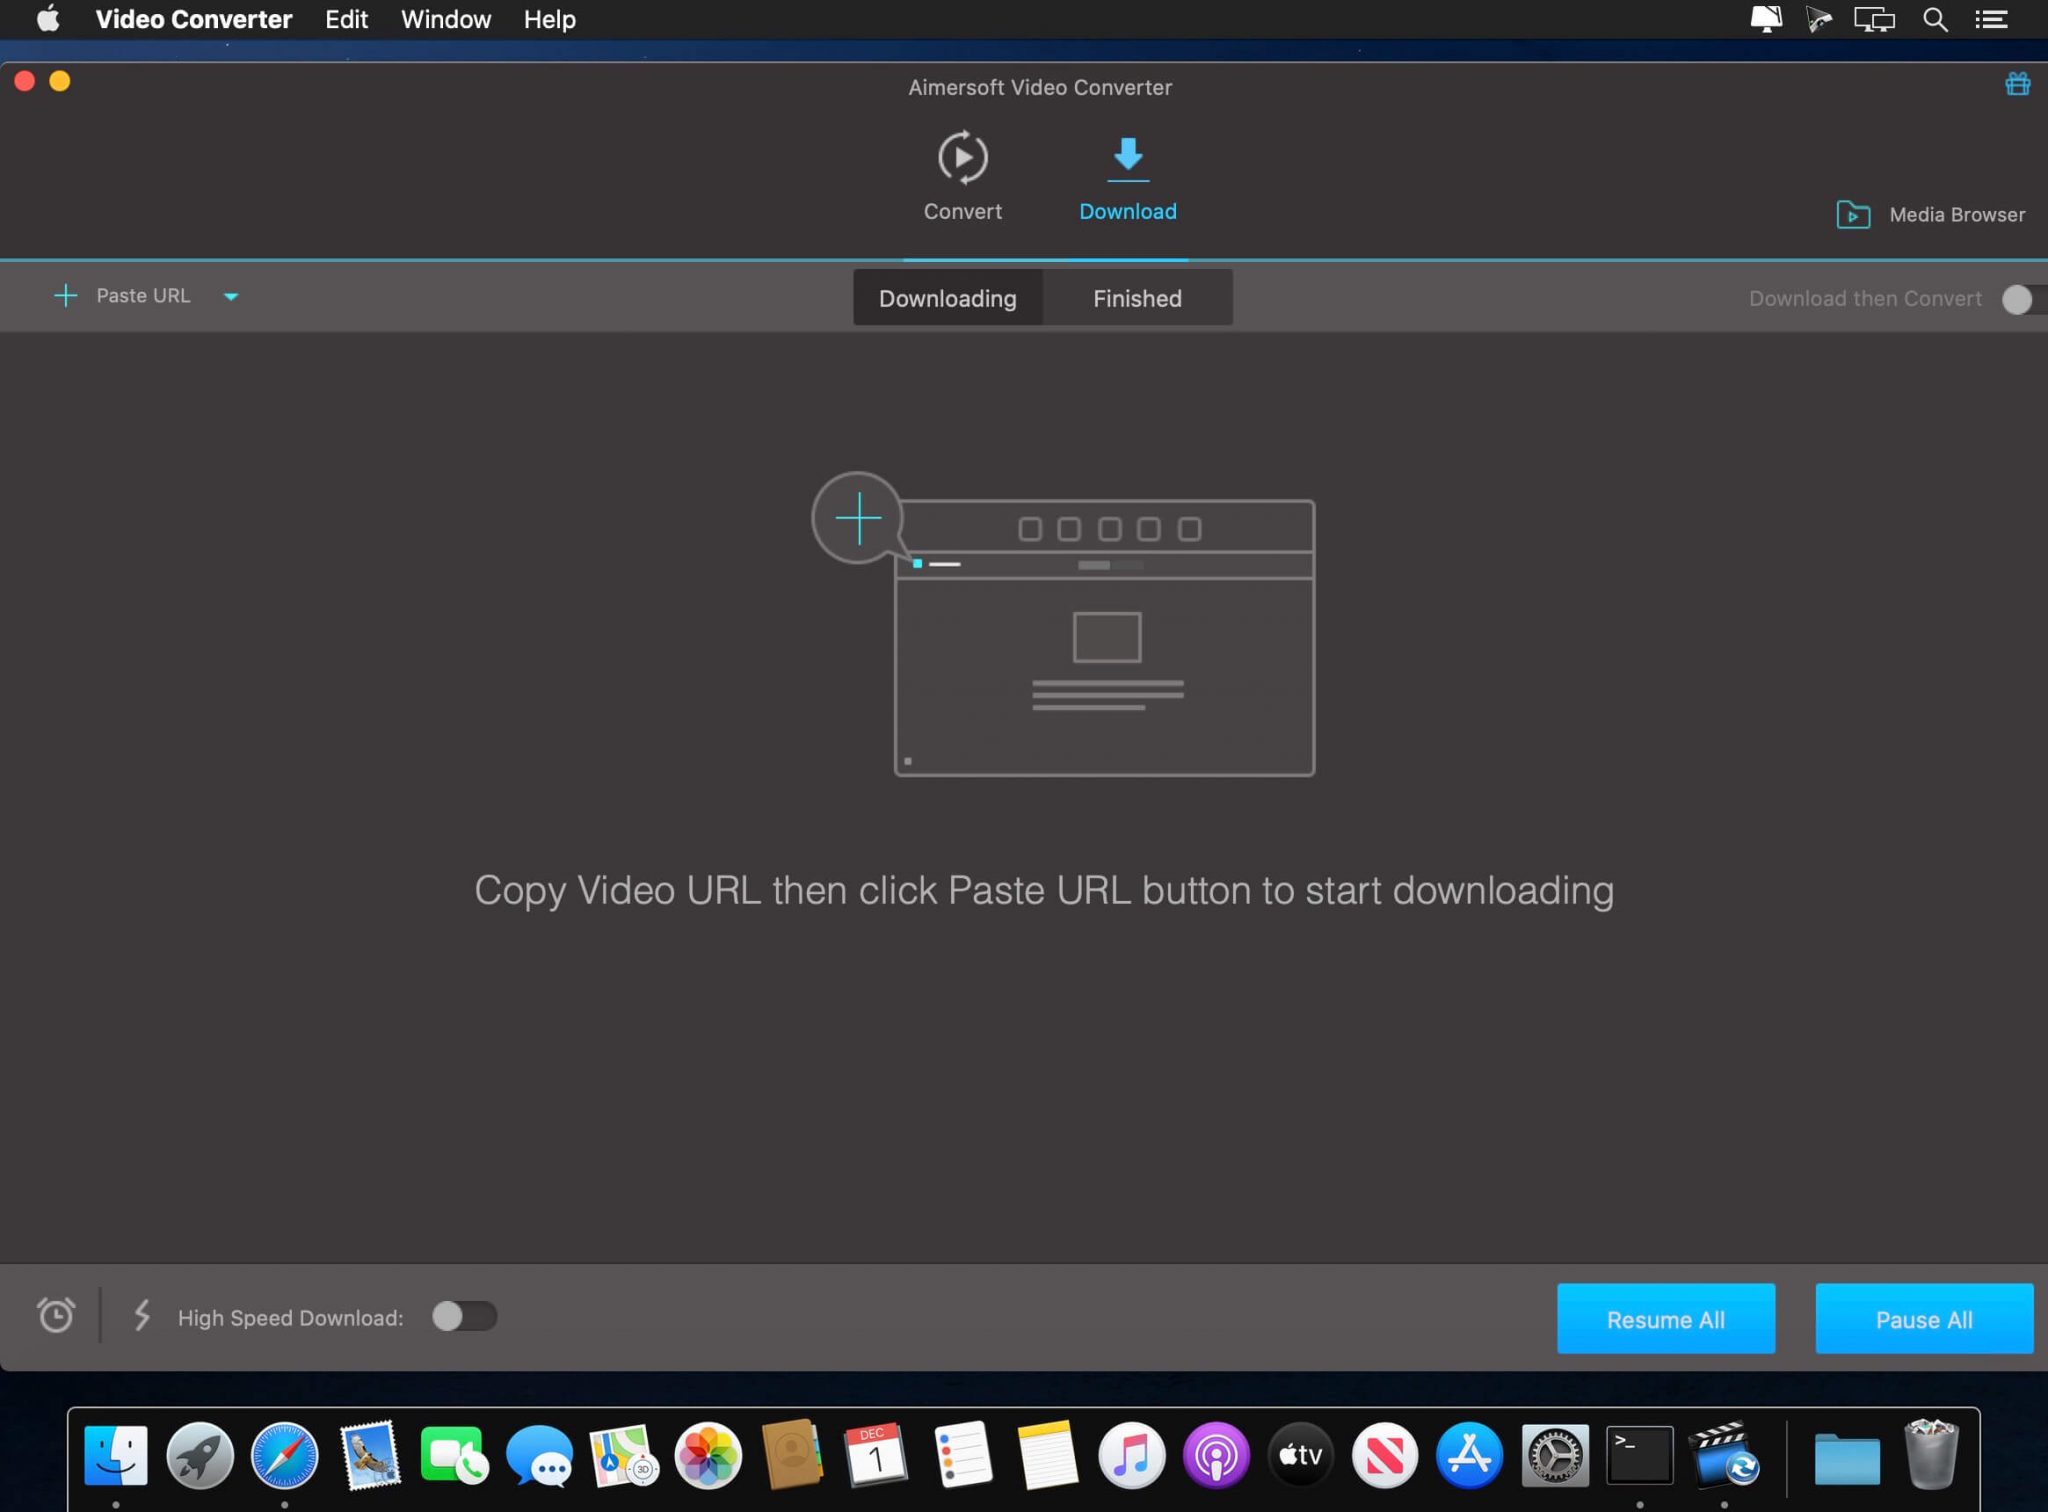 Video Converter Edit Window Help
Aimersoft Video Converter
Convert Download
Media Browser
Paste URL Downloading Finished Download then Convert
Copy Video URL then click Paste URL button to start downloading
High Speed Download: Resume All Pause All
3D
DEC
1
tv
>_